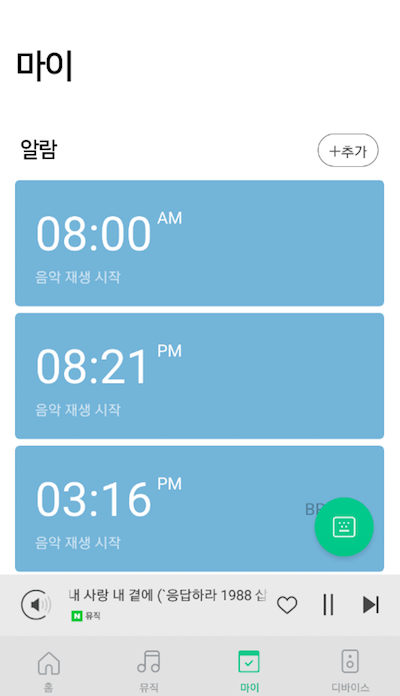 마이
알람
+추가
08:00 AM
음악 재생 시작
08:21 PM
음악 재생 시작
03:16 PM
음악 재생 시작
내 사랑 내 곁에 (`응답하라 1988 삽
N 뮤직
홈
뮤직
마이
디바이스